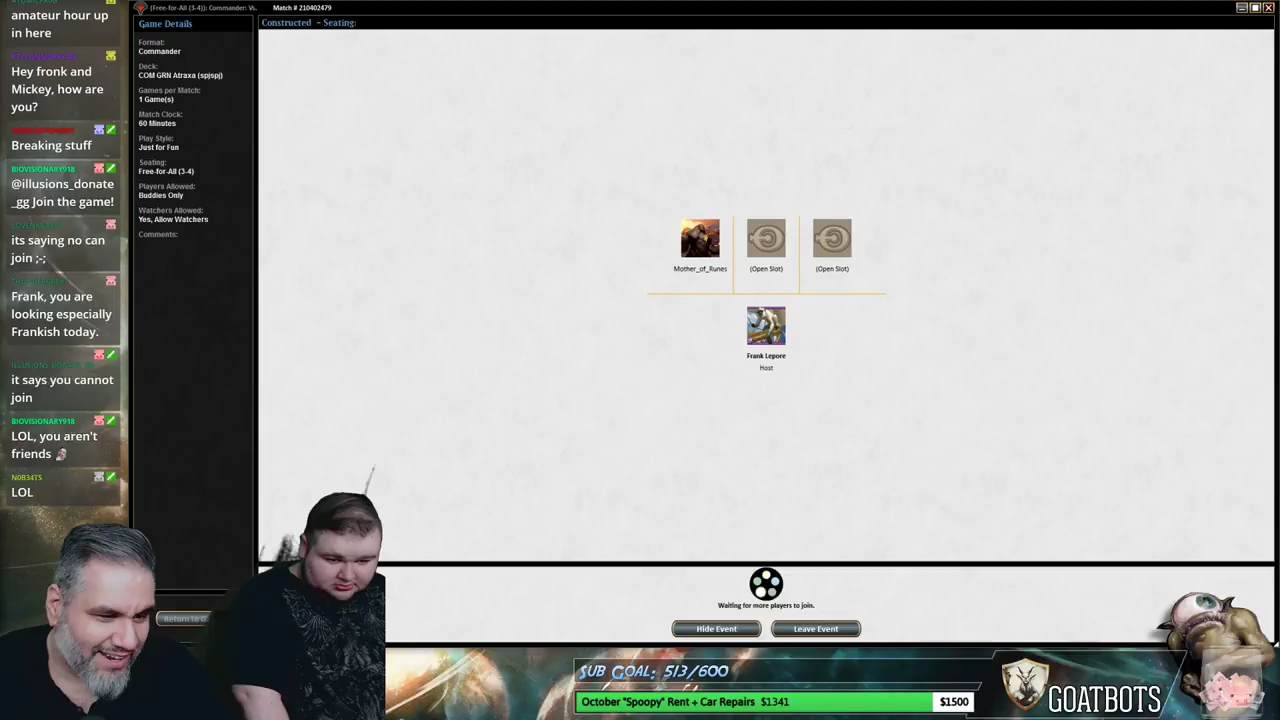 amateur hour up
in here
Hey fronk and
Mickey, how are
you?
Breaking stuff
BIOVISIONARY918
@illusions_donate
_gg Join the game!
its saying no can
join ;-;
Frank, you are
looking especially
Frankish today.
it says you cannot
join
BIOVISIONARY918
LOL, you aren't
friends
N0B34TS
LOL
(Free-for-All (3-4)): Commander: Vs.
Match # 210402479
Game Details
Format:
Commander
Deck:
COM GRN Atraxa (spjspj)
Games per Match:
1 Game(s)
Match Clock:
60 Minutes
Play Style:
Just for Fun
Seating:
Free-for-All (3-4)
Players Allowed:
Buddies Only
Watchers Allowed:
Yes, Allow Watchers
Comments:
Return to
Constructed - Seating:
Mother_of_Runes
(Open Slot)
(Open Slot)
Frank Lepore
Host
Waiting for more players to join.
Hide Event
Leave Event
SUB GOAL: 513/600
October "Spoopy" Rent + Car Repairs $1341
$1500
GOATBOTS